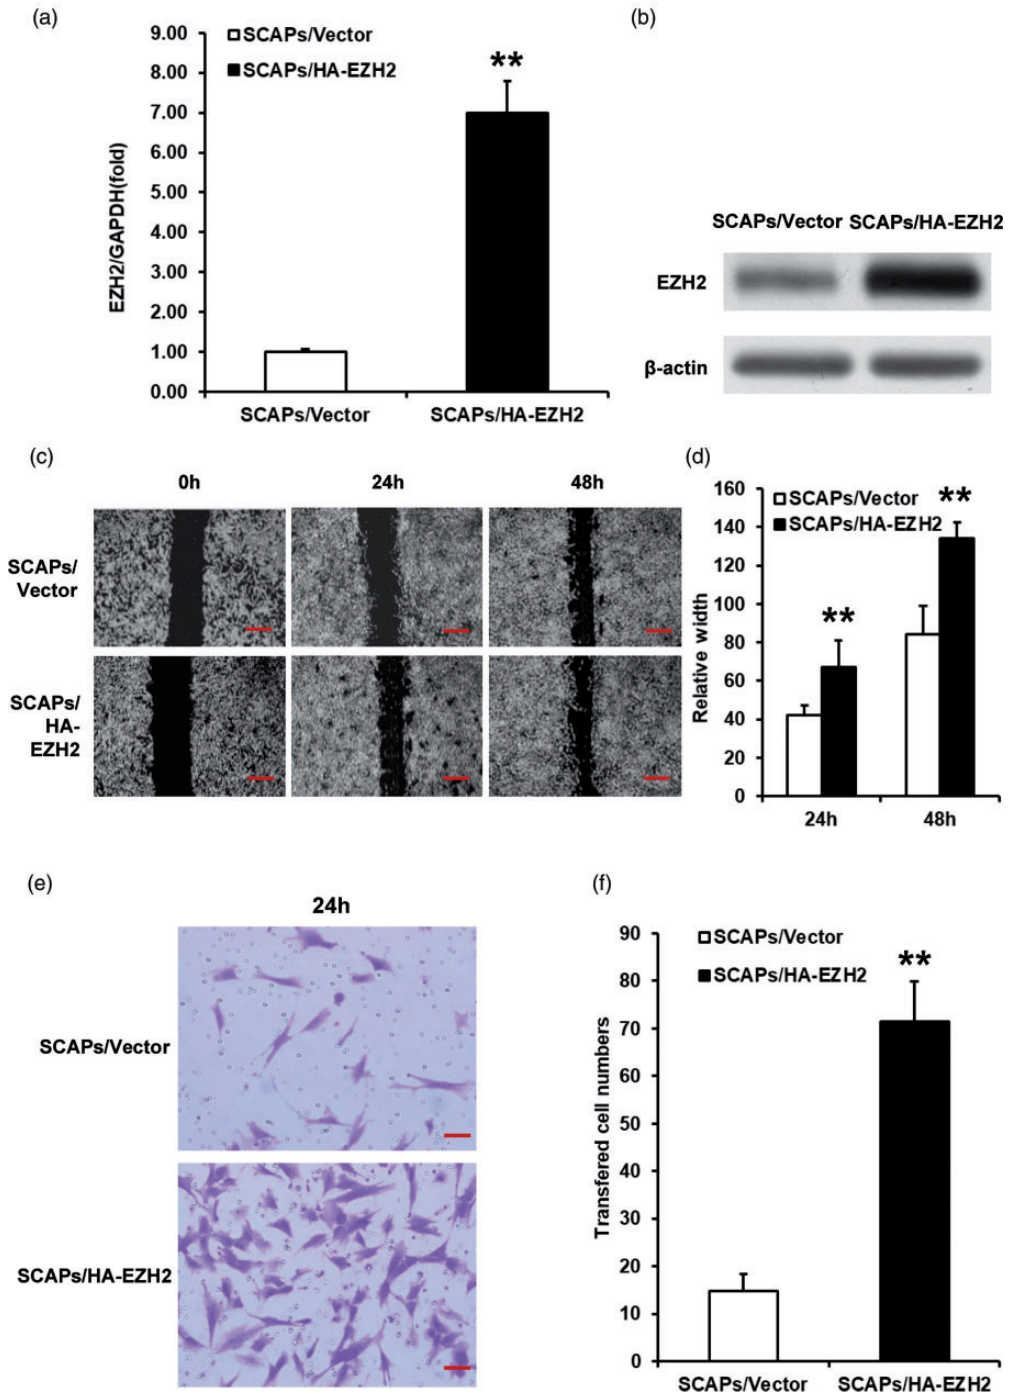 (a)
9.00
8.00
7.00
6.00
5.00
4.00
3.00
2.00
1.00
0.00
EZH2/GAPDH(fold)
SCAPs/Vector
SCAPs/HA-EZH2
**
SCAPs/Vector
SCAPs/HA-EZH2
(b)
SCAPs/Vector SCAPs/HA-EZH2
EZH2
β-actin
(c)
0h 24h 48h
SCAPs/
Vector
SCAPs/
HA-
EZH2
(d)
160
140
120
100
80
60
40
20
0
Relative width
SCAPs/Vector
SCAPs/HA-EZH2
**
**
24h 48h
(e)
24h
SCAPs/Vector
SCAPs/HA-EZH2
(f)
90
80
70
60
50
40
30
20
10
0
Transfered cell numbers
SCAPs/Vector
SCAPs/HA-EZH2
**
SCAPs/Vector SCAPs/HA-EZH2